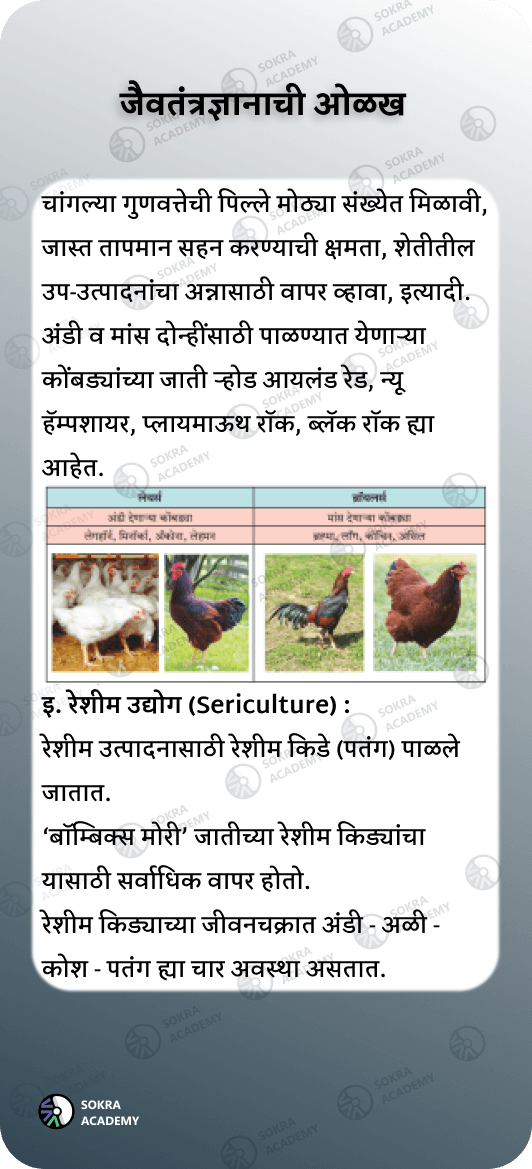 जैवतंत्रज्ञानाची ओळख
चांगल्या गुणवत्तेची पिल्ले मोठ्या संख्येत मिळावी,
जास्त तापमान सहन करण्याची क्षमता, शेतीतील
उप-उत्पादनांचा अन्नासाठी वापर व्हावा, इत्यादी.
अंडी व मांस दोन्हींसाठी पाळण्यात येणाऱ्या
कोंबड्यांच्या जाती ऱ्होड आयलंड रेड, न्यू
हॅम्पशायर, प्लायमाऊथ रॉक, ब्लॅक रॉक ह्या
आहेत.
लेयर्स ब्रॉयलर्स
अंडी देणाऱ्या कोंबड्या मांस देणाऱ्या कोंबड्या
लेगहॉर्न, मिनॉर्का, अँकोना, लेहमन ब्रह्मा, लाँग, कोचिन, असिल
इ. रेशीम उद्योग (Sericulture) :
रेशीम उत्पादनासाठी रेशीम किडे (पतंग) पाळले
जातात.
‘बॉम्बिक्स मोरी’ जातीच्या रेशीम किड्यांचा
यासाठी सर्वाधिक वापर होतो.
रेशीम किड्याच्या जीवनचक्रात अंडी - अळी -
कोश - पतंग ह्या चार अवस्था असतात.
SOKRA
ACADEMY